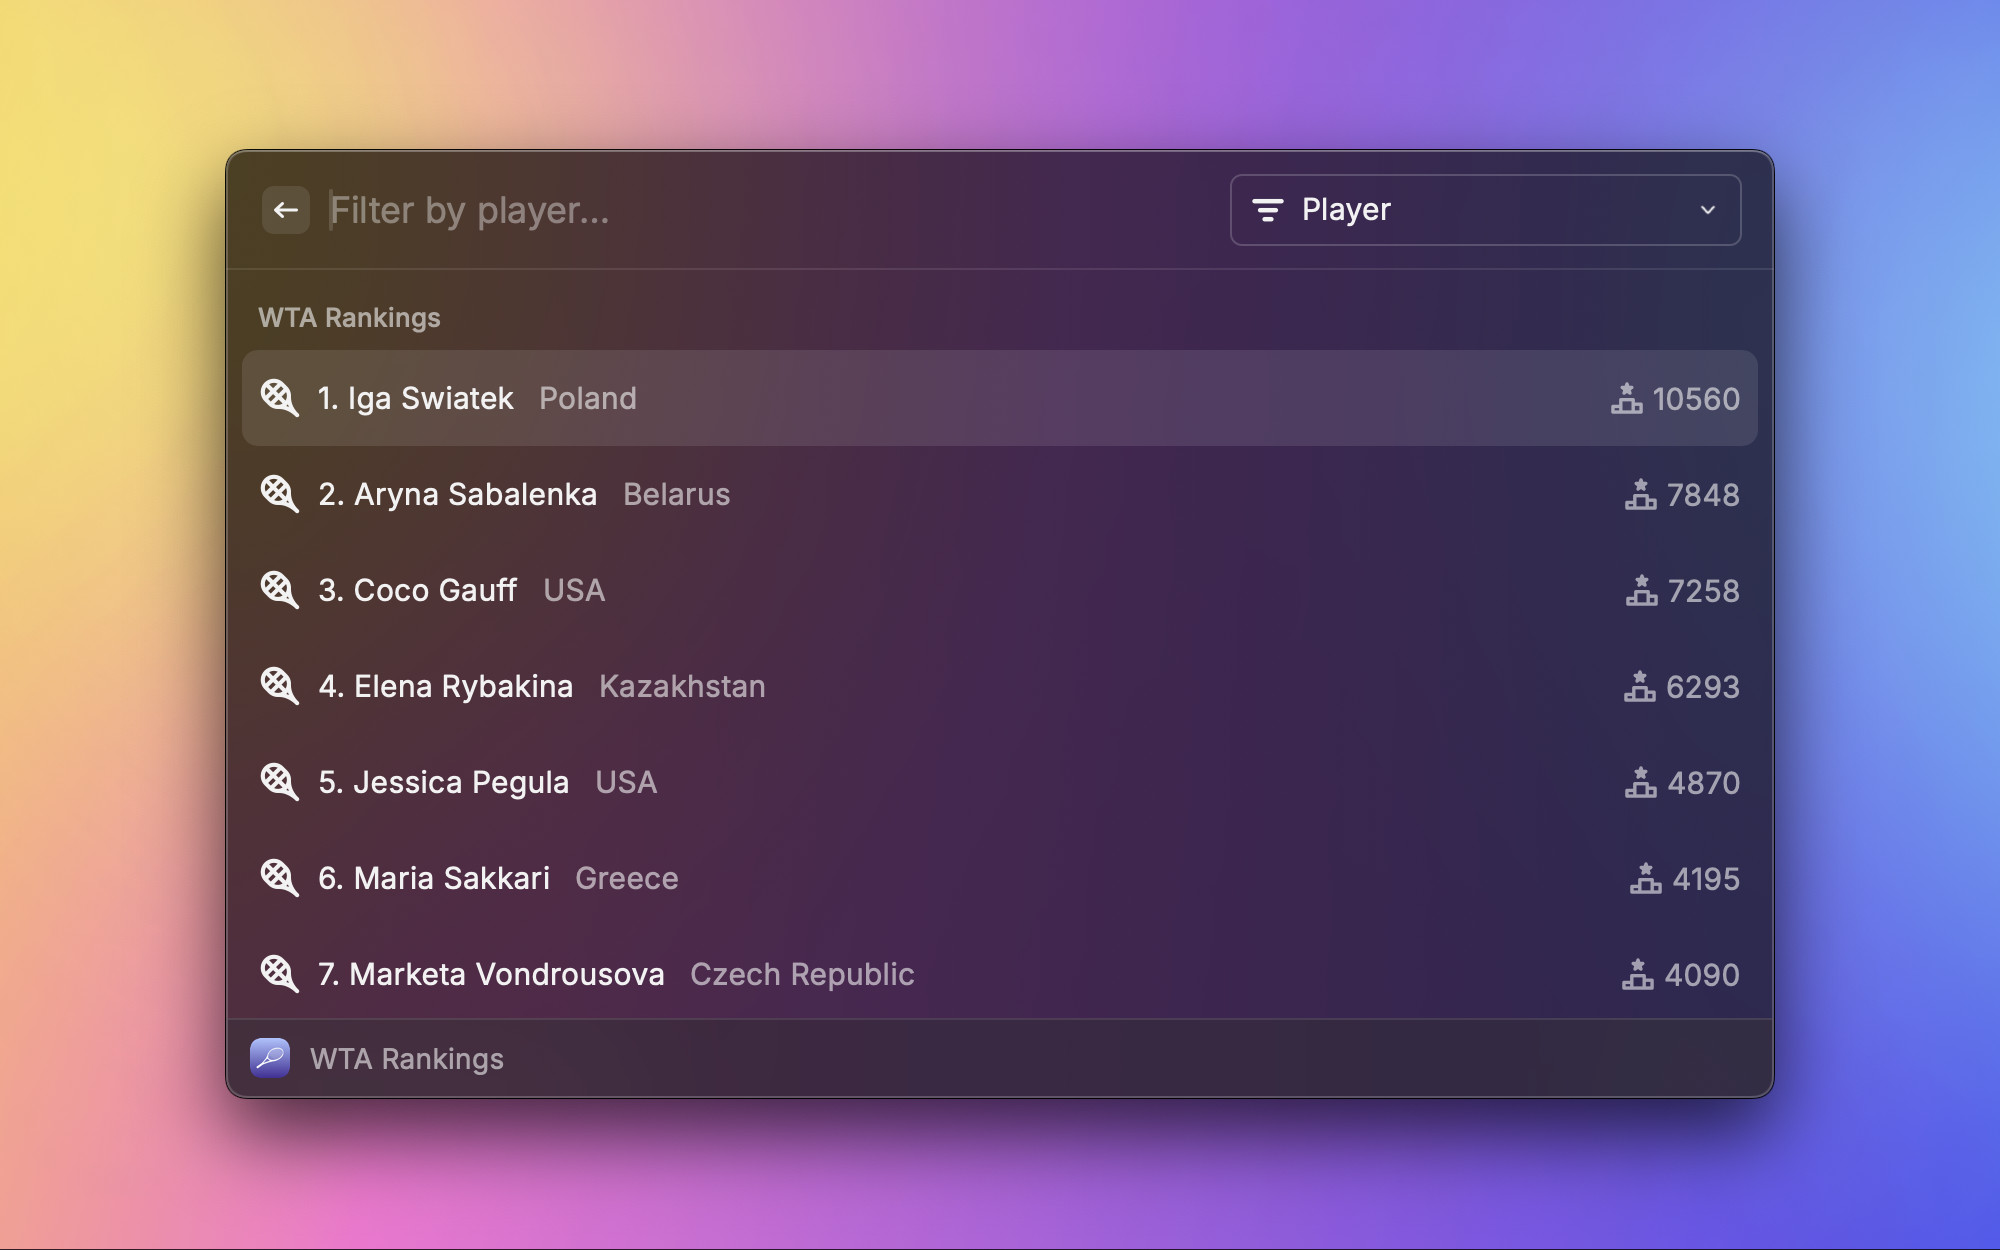 Filter by player...
Player
WTA Rankings
1. Iga Swiatek Poland 10560
2. Aryna Sabalenka Belarus 7848
3. Coco Gauff USA 7258
4. Elena Rybakina Kazakhstan 6293
5. Jessica Pegula USA 4870
6. Maria Sakkari Greece 4195
7. Marketa Vondrousova Czech Republic 4090
WTA Rankings